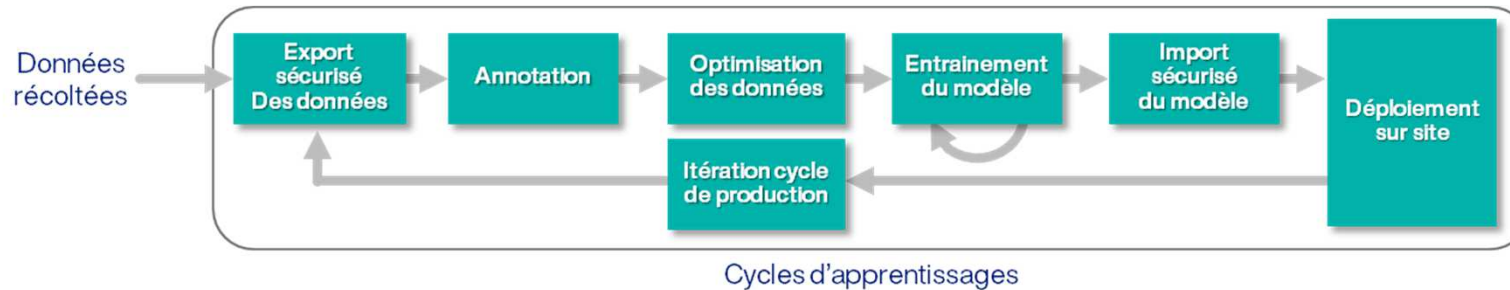 Données
récoltées
Export
sécurisé
Des données
Annotation
Optimisation
des données
Entrainement
du modèle
Import
sécurisé
du modèle
Déploiement
sur site
Itération cycle
de production
Cycles d’apprentissages